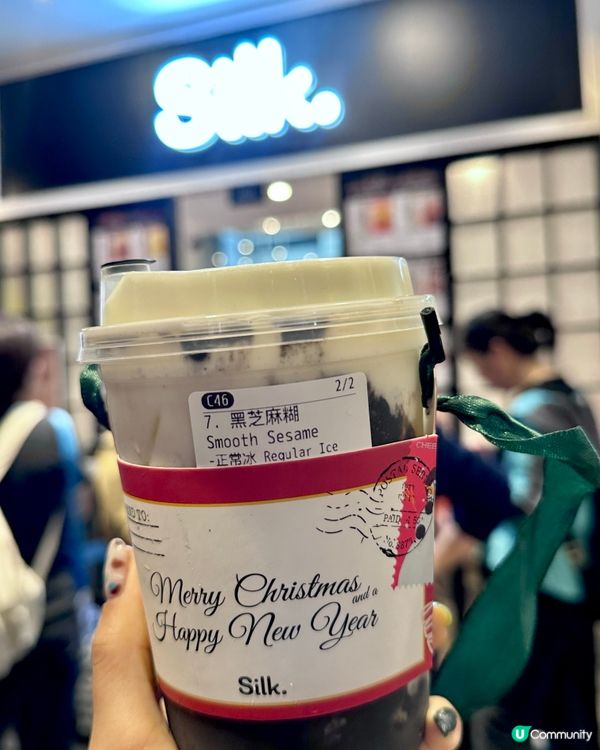 Silk.
C46
2/2
7. 黑芝麻糊
Smooth Sesame
-正常冰 Regular Ice
Merry Christmas
and a
Happy New Year
Silk.
U Community